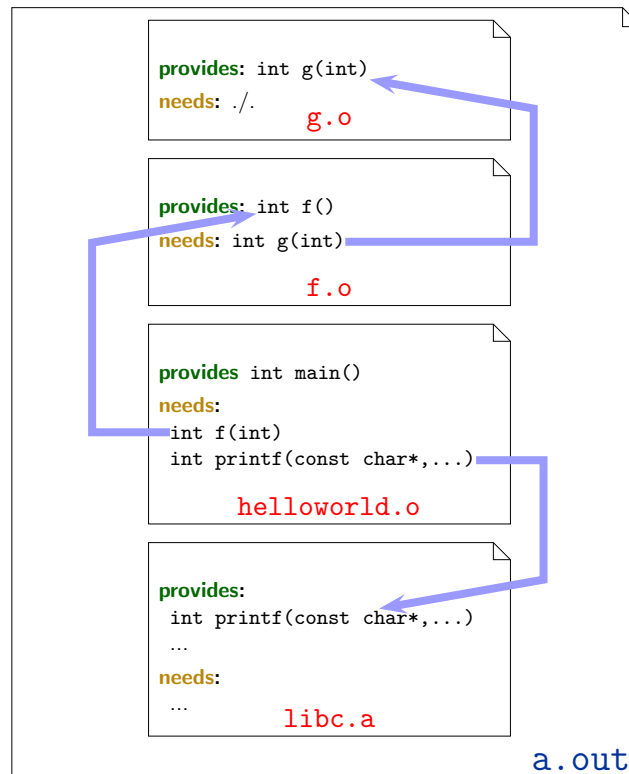 provides: int g(int)
needs: ./.
g.o
provides: int f()
needs: int g(int)
f.o
provides int main()
needs:
int f(int)
int printf(const char*,...)
helloworld.o
provides:
int printf(const char*,...)
...
needs:
...
libc.a
a.out